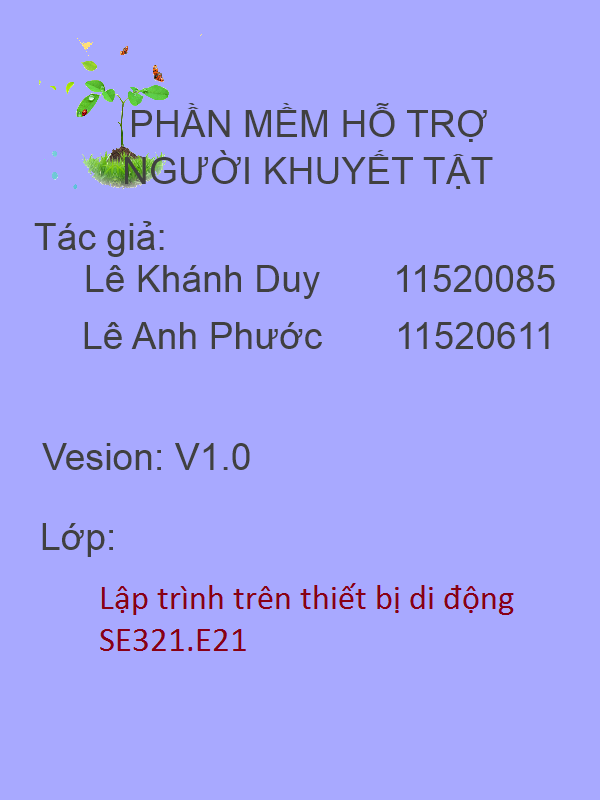 PHẦN MỀM HỖ TRỢ
NGƯỜI KHUYẾT TẬT
Tác giả:
Lê Khánh Duy 11520085
Lê Anh Phước 11520611
Vesion: V1.0
Lớp:
Lập trình trên thiết bị di động
SE321.E21